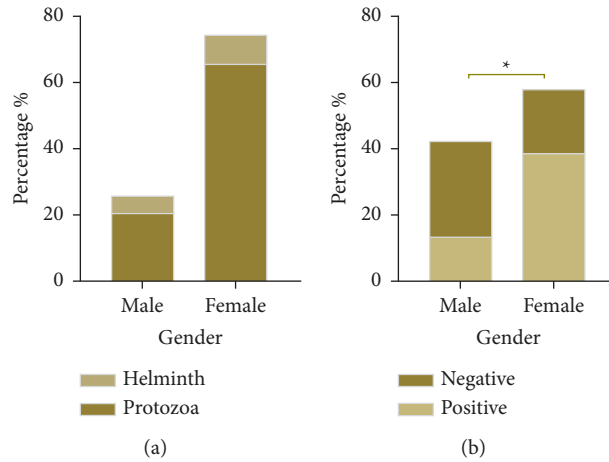 80
60
40
20
0
Percentage %
Male Female
Gender
Helminth
Protozoa
(a)
80
60
40
20
0
Percentage %
*
Male Female
Gender
Negative
Positive
(b)